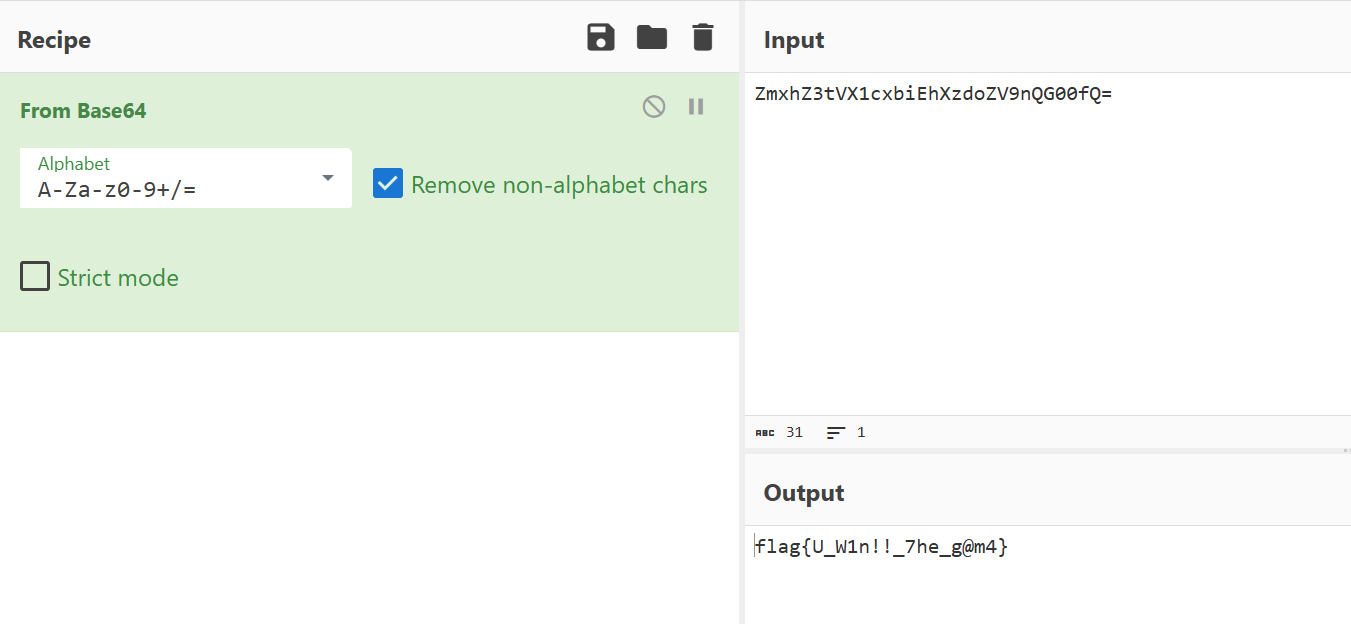 Recipe
From Base64
Alphabet
A-Za-z0-9+/=
Remove non-alphabet chars
Strict mode
Input
ZmxhZ3tVX1cxbiEhXzdoZV9nQG00fQ=
ABC 31 1
Output
flag{U_W1n!!_7he_g@m4}